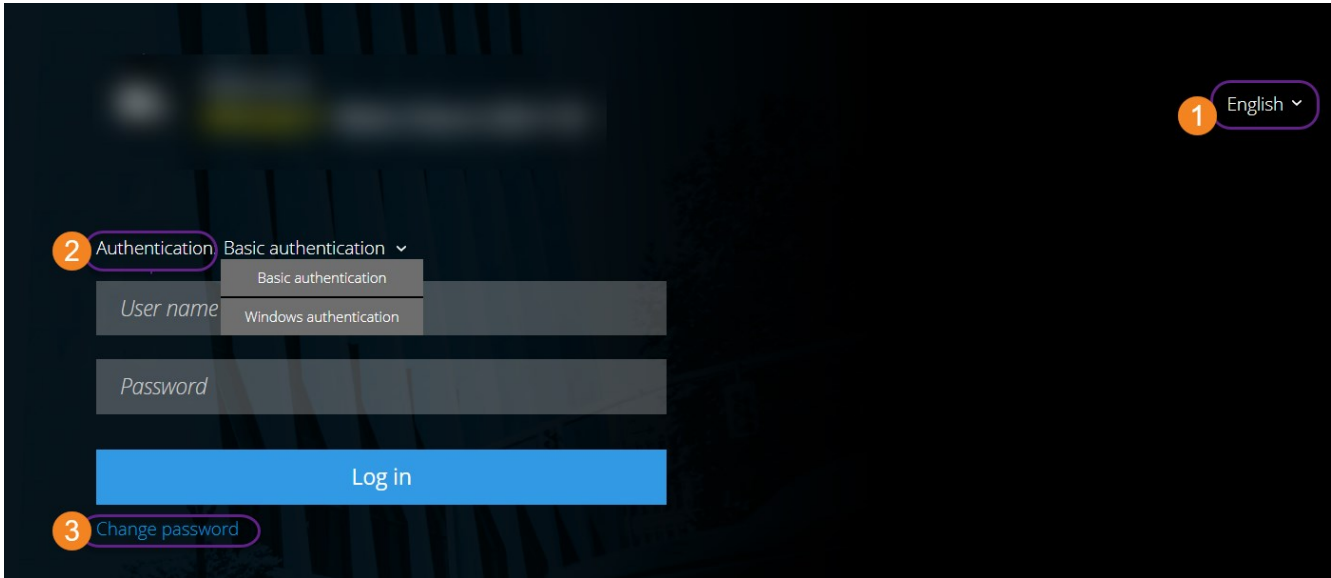 1 English
2 Authentication: Basic authentication
Basic authentication
User name
Windows authentication
Password
Log in
3 Change password